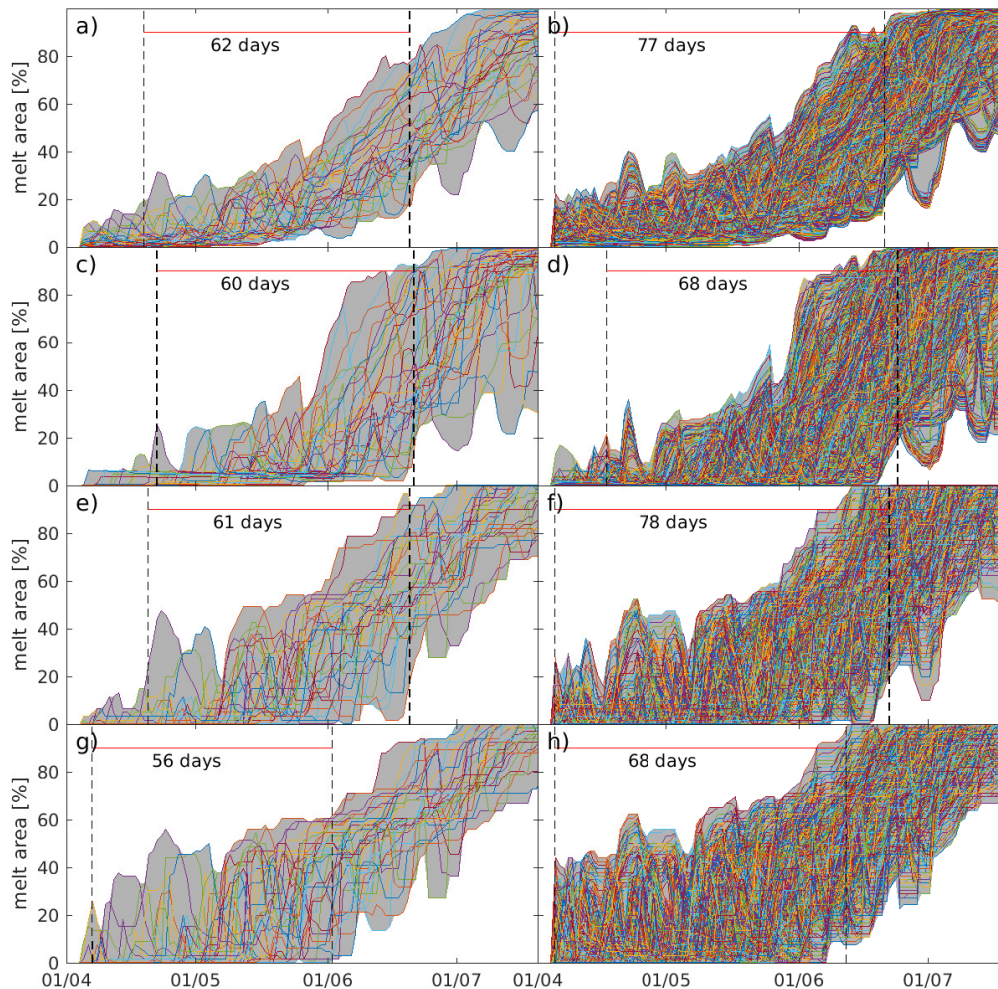 a)
62 days
b)
77 days
80
60
40
20
0
melt area [%]
c)
60 days
d)
68 days
80
60
40
20
0
melt area [%]
e)
61 days
f)
78 days
80
60
40
20
0
melt area [%]
g)
56 days
h)
68 days
80
60
40
20
0
melt area [%]
01/04 01/05 01/06 01/07 01/04 01/05 01/06 01/07